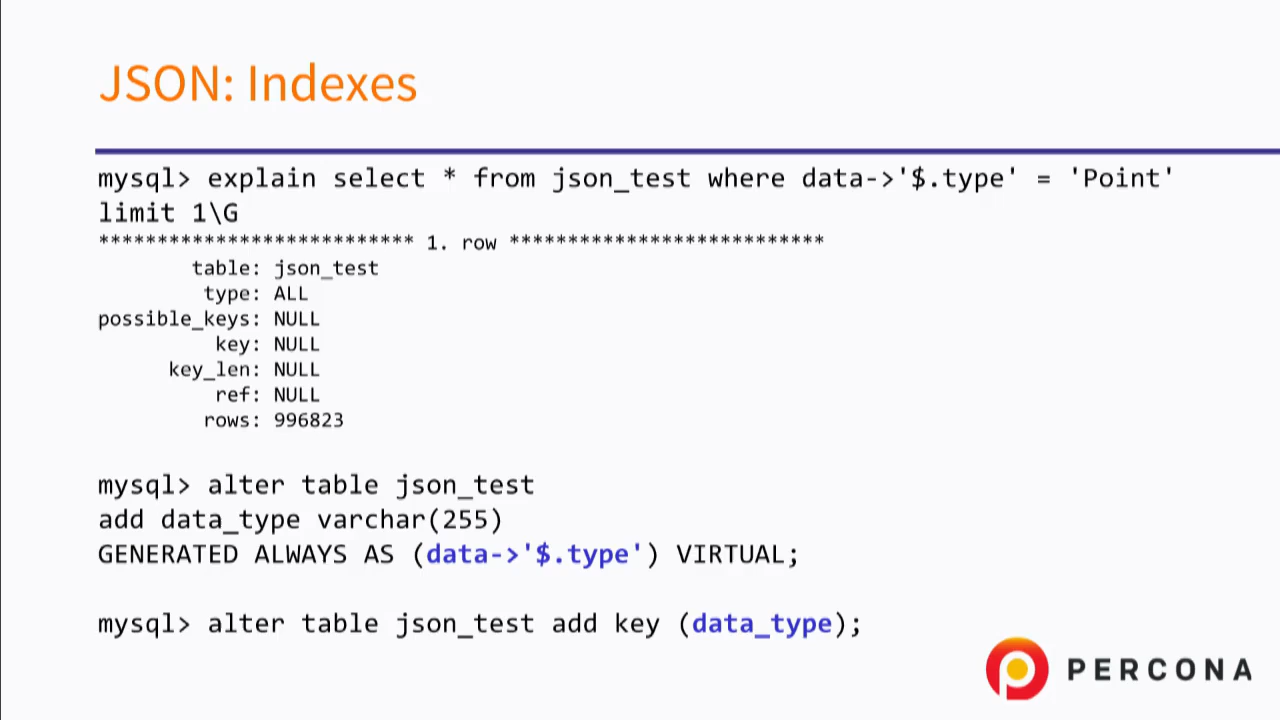 JSON: Indexes
mysql> explain select * from json_test where data->'$.type' = 'Point'
limit 1\G
*************************** 1. row ***************************
table: json_test
type: ALL
possible_keys: NULL
key: NULL
key_len: NULL
ref: NULL
rows: 996823
mysql> alter table json_test
add data_type varchar(255)
GENERATED ALWAYS AS (data->'$.type') VIRTUAL;
mysql> alter table json_test add key (data_type);
PERCONA